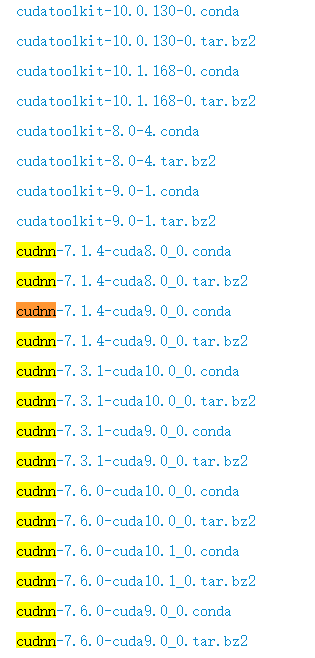 cudatoolkit-10.0.130-0.conda
cudatoolkit-10.0.130-0.tar.bz2
cudatoolkit-10.1.168-0.conda
cudatoolkit-10.1.168-0.tar.bz2
cudatoolkit-8.0-4.conda
cudatoolkit-8.0-4.tar.bz2
cudatoolkit-9.0-1.conda
cudatoolkit-9.0-1.tar.bz2
cudnn-7.1.4-cuda8.0_0.conda
cudnn-7.1.4-cuda8.0_0.tar.bz2
cudnn-7.1.4-cuda9.0_0.conda
cudnn-7.1.4-cuda9.0_0.tar.bz2
cudnn-7.3.1-cuda10.0_0.conda
cudnn-7.3.1-cuda10.0_0.tar.bz2
cudnn-7.3.1-cuda9.0_0.conda
cudnn-7.3.1-cuda9.0_0.tar.bz2
cudnn-7.6.0-cuda10.0_0.conda
cudnn-7.6.0-cuda10.0_0.tar.bz2
cudnn-7.6.0-cuda10.1_0.conda
cudnn-7.6.0-cuda10.1_0.tar.bz2
cudnn-7.6.0-cuda9.0_0.conda
cudnn-7.6.0-cuda9.0_0.tar.bz2